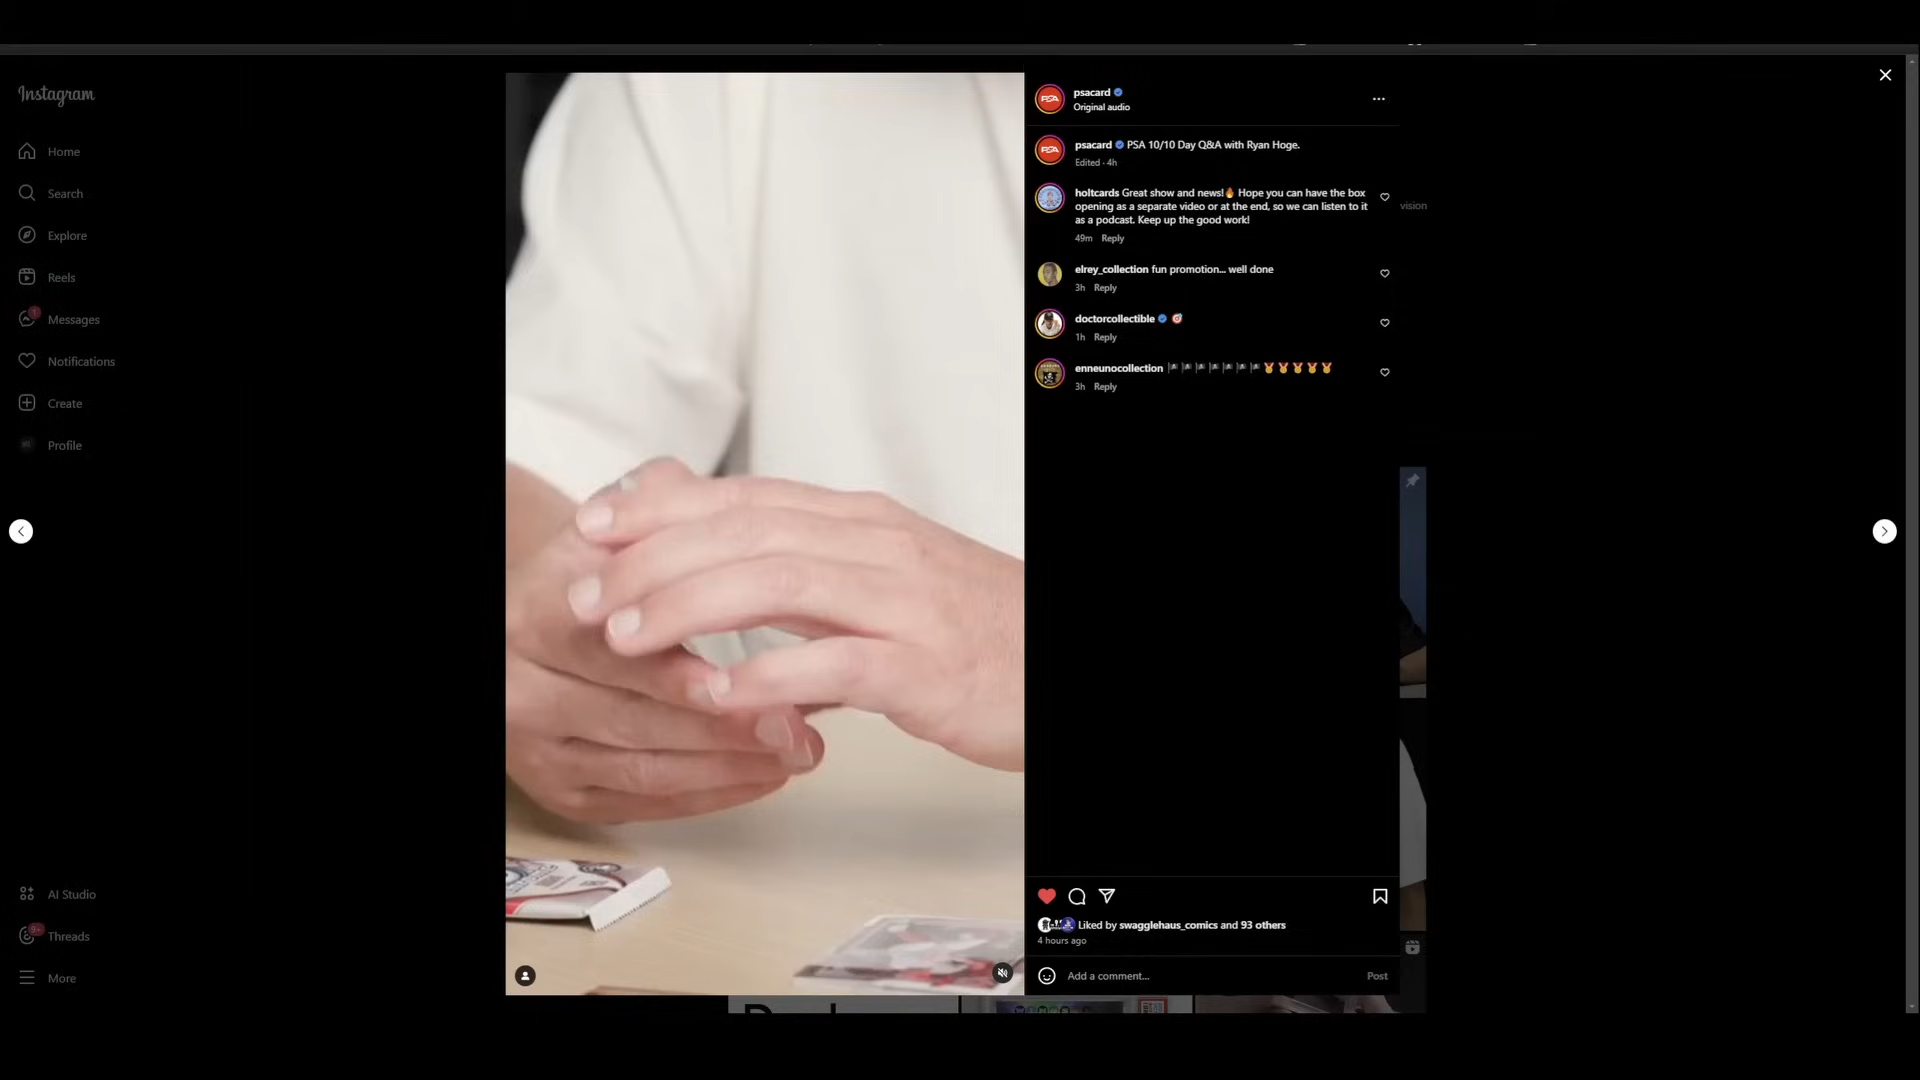 Instagram
Home
Search
Explore
Reels
1
Messages
Notifications
Create
Profile
AI Studio
9+
Threads
More
PSA
psacard
Original audio
PSA
psacard PSA 10/10 Day Q&A with Ryan Hoge.
Edited · 4h
holtcards Great show and news!🔥 Hope you can have the box
opening as a separate video or at the end, so we can listen to it
as a podcast. Keep up the good work!
49m Reply
elrey_collection fun promotion... well done
3h Reply
doctorcollectible 🎯
1h Reply
enneunocollection 🏴‍☠️🏴‍☠️🏴‍☠️🏴‍☠️🏴‍☠️🏴‍☠️🏴‍☠️🏅🏅🏅🏅🏅
3h Reply
vision
Liked by swagglehaus_comics and 93 others
4 hours ago
Add a comment...
Post